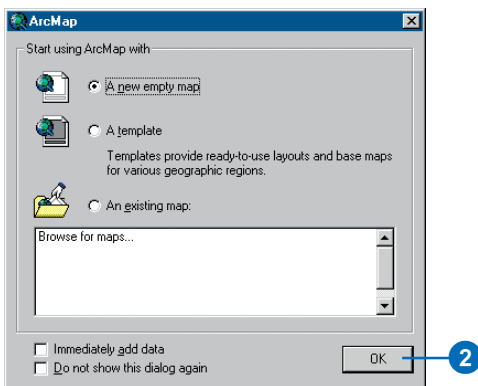 ArcMap
Start using ArcMap with
A new empty map
A template
Templates provide ready-to-use layouts and base maps
for various geographic regions.
An existing map:
Browse for maps...
Immediately add data
Do not show this dialog again
OK
2